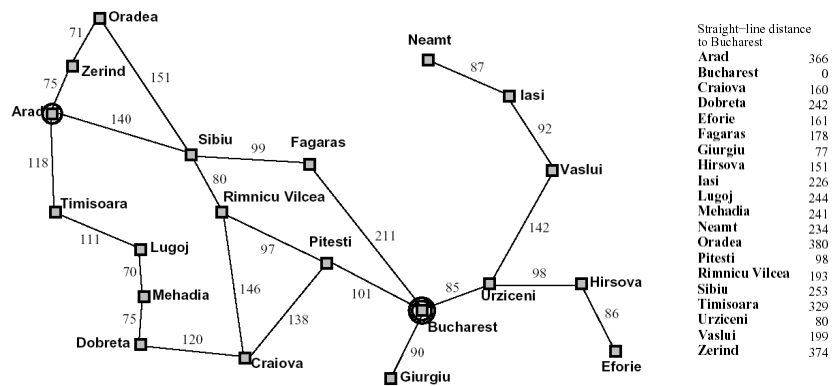 Oradea
71
Neamt
87
Zerind
151
75
Iasi
Arad
140
92
Sibiu
Fagaras
99
118
Vaslui
80
Timisoara
Rimnicu Vilcea
111
142
211
Lugoj
97
Pitesti
70
98
Hirsova
85
Mehadia
146
101
Urziceni
86
75
138
Bucharest
120
Dobreta
90
Craiova
Eforie
Giurgiu
Straight−line distance
to Bucharest
Arad 366
Bucharest 0
Craiova 160
Dobreta 242
Eforie 161
Fagaras 178
Giurgiu 77
Hirsova 151
Iasi 226
Lugoj 244
Mehadia 241
Neamt 234
Oradea 380
Pitesti 98
Rimnicu Vilcea 193
Sibiu 253
Timisoara 329
Urziceni 80
Vaslui 199
Zerind 374